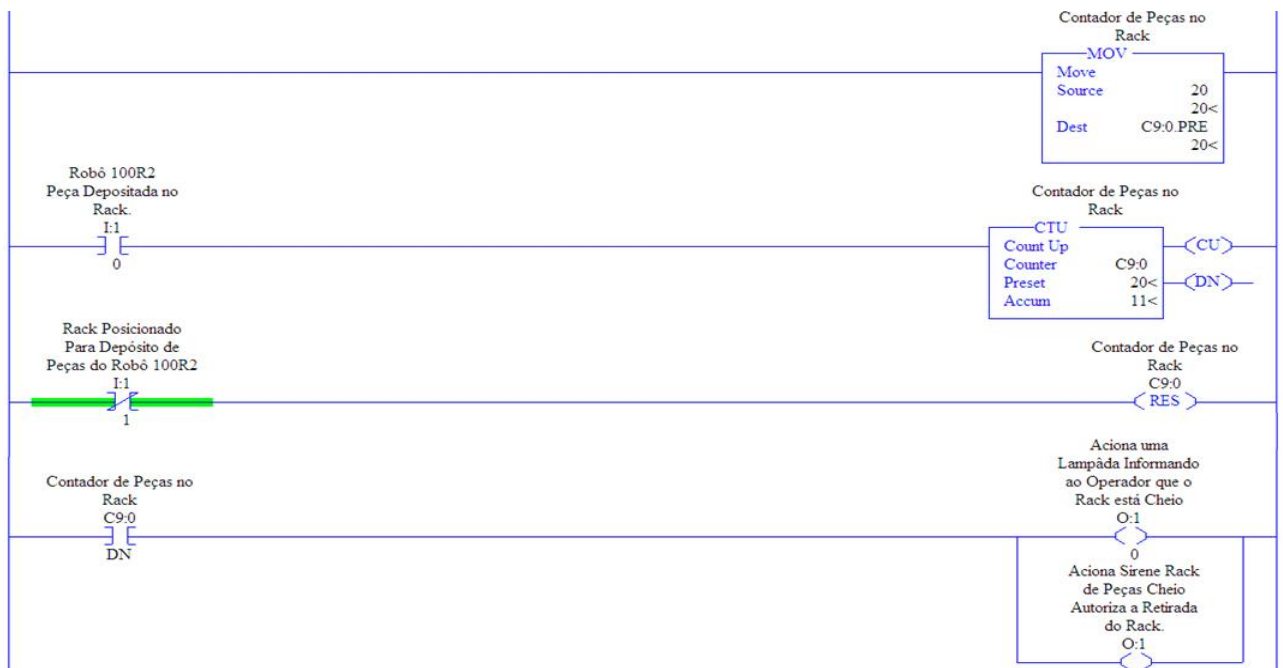 Contador de Peças no
Rack
MOV
Move
Source 20
20<
Dest C9:0.PRE
20<
Robô 100R2
Peça Depositada no
Rack.
I:1
0
Contador de Peças no
Rack
CTU
Count Up
Counter C9:0
Preset 20<
Accum 11<
CU
DN
Rack Posicionado
Para Depósito de
Peças do Robô 100R2
I:1
1
Contador de Peças no
Rack
C9:0
RES
Contador de Peças no
Rack
C9:0
DN
Aciona uma
Lampâda Informando
ao Operador que o
Rack está Cheio
O:1
0
Aciona Sirene Rack
de Peças Cheio
Autoriza a Retirada
do Rack.
O:1